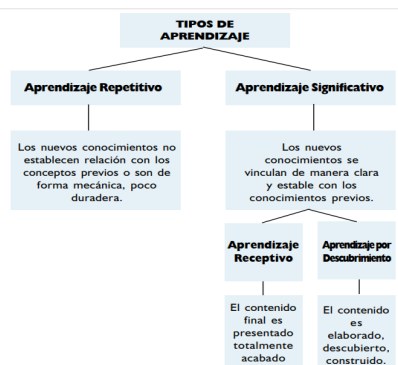 TIPOS DE
APRENDIZAJE
Aprendizaje Repetitivo
Aprendizaje Significativo
Los nuevos conocimientos no
establecen relación con los
conceptos previos o son de
forma mecánica, poco
duradera.
Los nuevos
conocimientos se
vinculan de manera clara
y estable con los
conocimientos previos.
Aprendizaje
Receptivo
Aprendizaje por
Descubrimiento
El contenido
final es
presentado
totalmente
acabado
El contenido
es
elaborado,
descubierto,
construido.